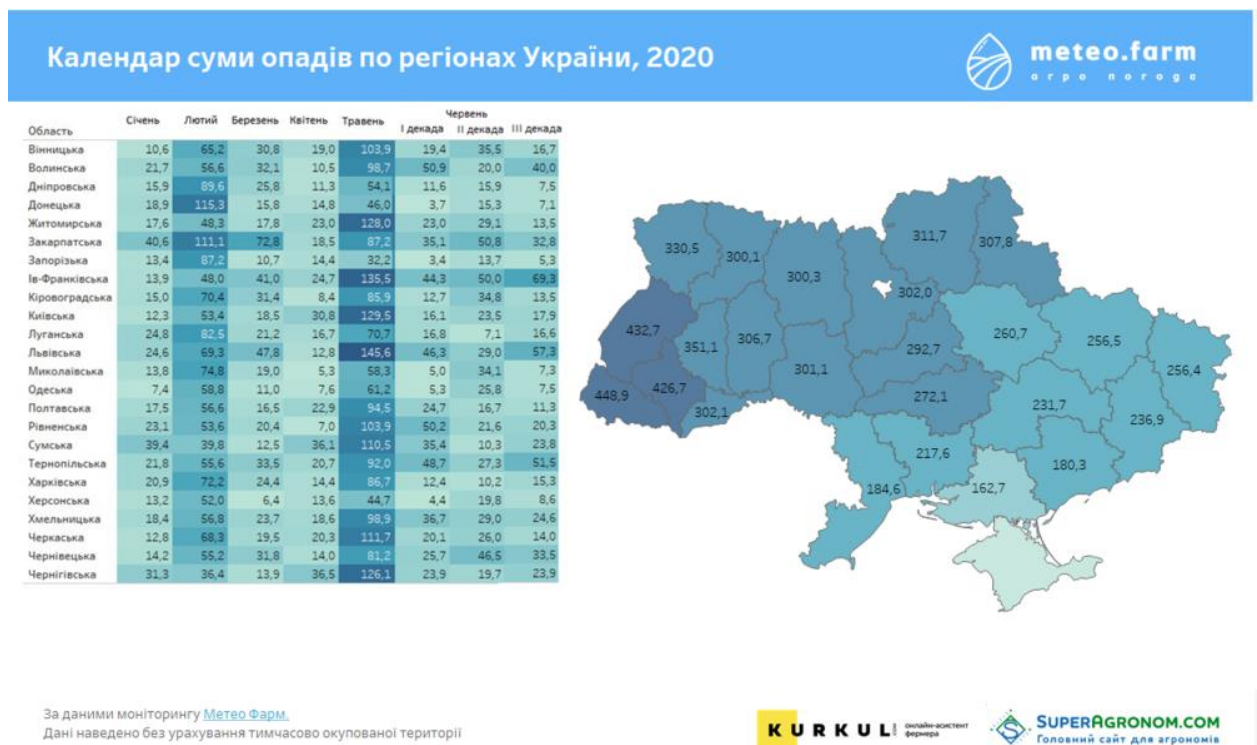 Календар суми опадів по регіонах України, 2020
meteo.farm
агро погода
Область Січень Лютий Березень Квітень Травень Червень
I декада II декада III декада
Вінницька 10,6 65,2 30,8 19,0 103,9 19,4 35,5 16,7
Волинська 21,7 56,6 32,1 10,5 98,7 50,9 20,0 40,0
Дніпровська 15,9 89,6 25,8 11,3 54,1 11,6 15,9 7,5
Донецька 18,9 115,3 15,8 14,8 46,0 3,7 15,3 7,1
Житомирська 17,6 48,3 17,8 23,0 128,0 23,0 29,1 13,5
Закарпатська 40,6 111,1 72,8 18,5 87,2 35,1 50,8 32,8
Запорізька 13,4 87,2 10,7 14,4 32,2 3,4 13,7 5,3
Ів-Франківська 13,9 48,0 41,0 24,7 135,5 44,3 50,0 69,3
Кіровоградська 15,0 70,4 31,4 8,4 85,9 12,7 34,8 13,5
Київська 12,3 53,4 18,5 30,8 129,5 16,1 23,5 17,9
Луганська 24,8 82,5 21,2 16,7 70,7 16,8 7,1 16,6
Львівська 24,6 69,3 47,8 12,8 145,6 46,3 29,0 57,3
Миколаївська 13,8 74,8 19,0 5,3 58,3 5,0 34,1 7,3
Одеська 7,4 58,8 11,0 7,6 61,2 5,3 25,8 7,5
Полтавська 17,5 56,6 16,5 22,9 94,5 24,7 16,7 11,3
Рівненська 23,1 53,6 20,4 7,0 103,9 50,2 21,6 20,3
Сумська 39,4 39,8 12,5 36,1 110,5 35,4 10,3 23,8
Тернопільська 21,8 55,6 33,5 20,7 92,0 48,7 27,3 51,5
Харківська 20,9 72,2 24,4 14,4 86,7 12,4 10,2 15,3
Херсонська 13,2 52,0 6,4 13,6 44,7 4,4 19,8 8,6
Хмельницька 18,4 56,8 23,7 18,6 98,9 36,7 29,0 24,6
Черкаська 12,8 68,3 19,5 20,3 111,7 20,1 26,0 14,0
Чернівецька 14,2 55,2 31,8 14,0 81,2 25,7 46,5 33,5
Чернігівська 31,3 36,4 13,9 36,5 126,1 23,9 19,7 23,9
330,5
300,1
300,3
311,7
307,8
302,0
432,7
351,1
306,7
292,7
260,7
256,5
256,4
301,1
448,9
426,7
302,1
272,1
231,7
236,9
217,6
180,3
184,6
162,7
За даними моніторингу Метео Фарм.
Дані наведено без урахування тимчасово окупованої території
KURKUL
онлайн-асистент
фермера
SUPERAGRONOM.COM
Головний сайт для агрономів